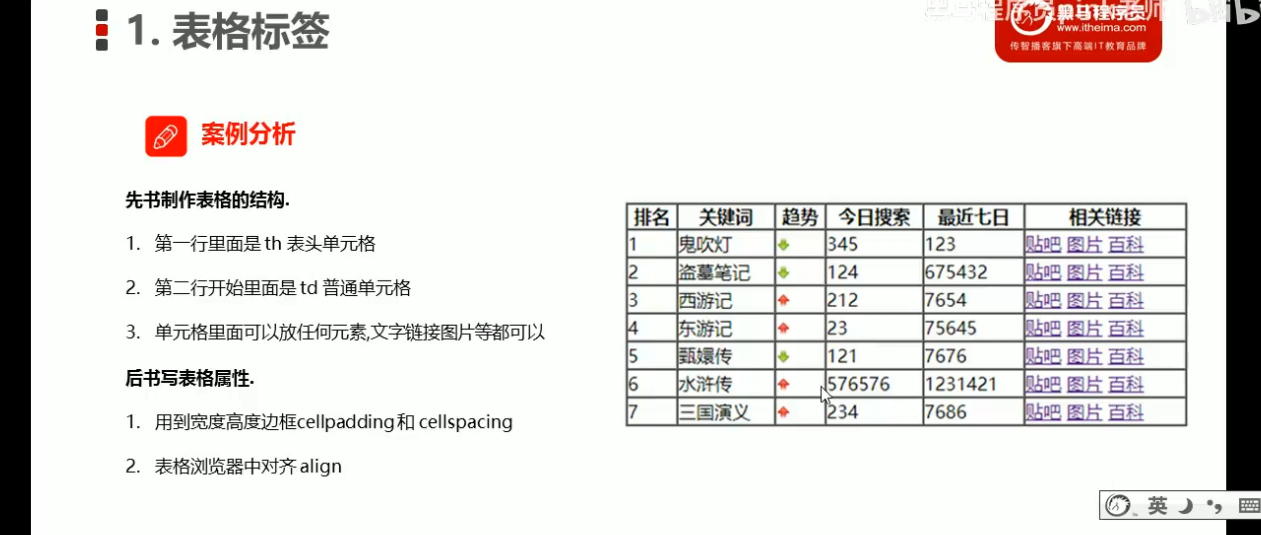 1. 表格标签
黑马程序员
www.itheima.com
传智播客旗下高端IT教育品牌
案例分析
先书制作表格的结构.
1. 第一行里面是 th 表头单元格
2. 第二行开始里面是 td 普通单元格
3. 单元格里面可以放任何元素,文字链接图片等都可以
后书写表格属性.
1. 用到宽度高度边框cellpadding 和 cellspacing
2. 表格浏览器中对齐 align
排名 关键词 趋势 今日搜索 最近七日 相关链接
1 鬼吹灯 345 123 贴吧 图片 百科
2 盗墓笔记 124 675432 贴吧 图片 百科
3 西游记 212 7654 贴吧 图片 百科
4 东游记 23 75645 贴吧 图片 百科
5 甄嬛传 121 7676 贴吧 图片 百科
6 水浒传 576576 1231421 贴吧 图片 百科
7 三国演义 234 7686 贴吧 图片 百科
英